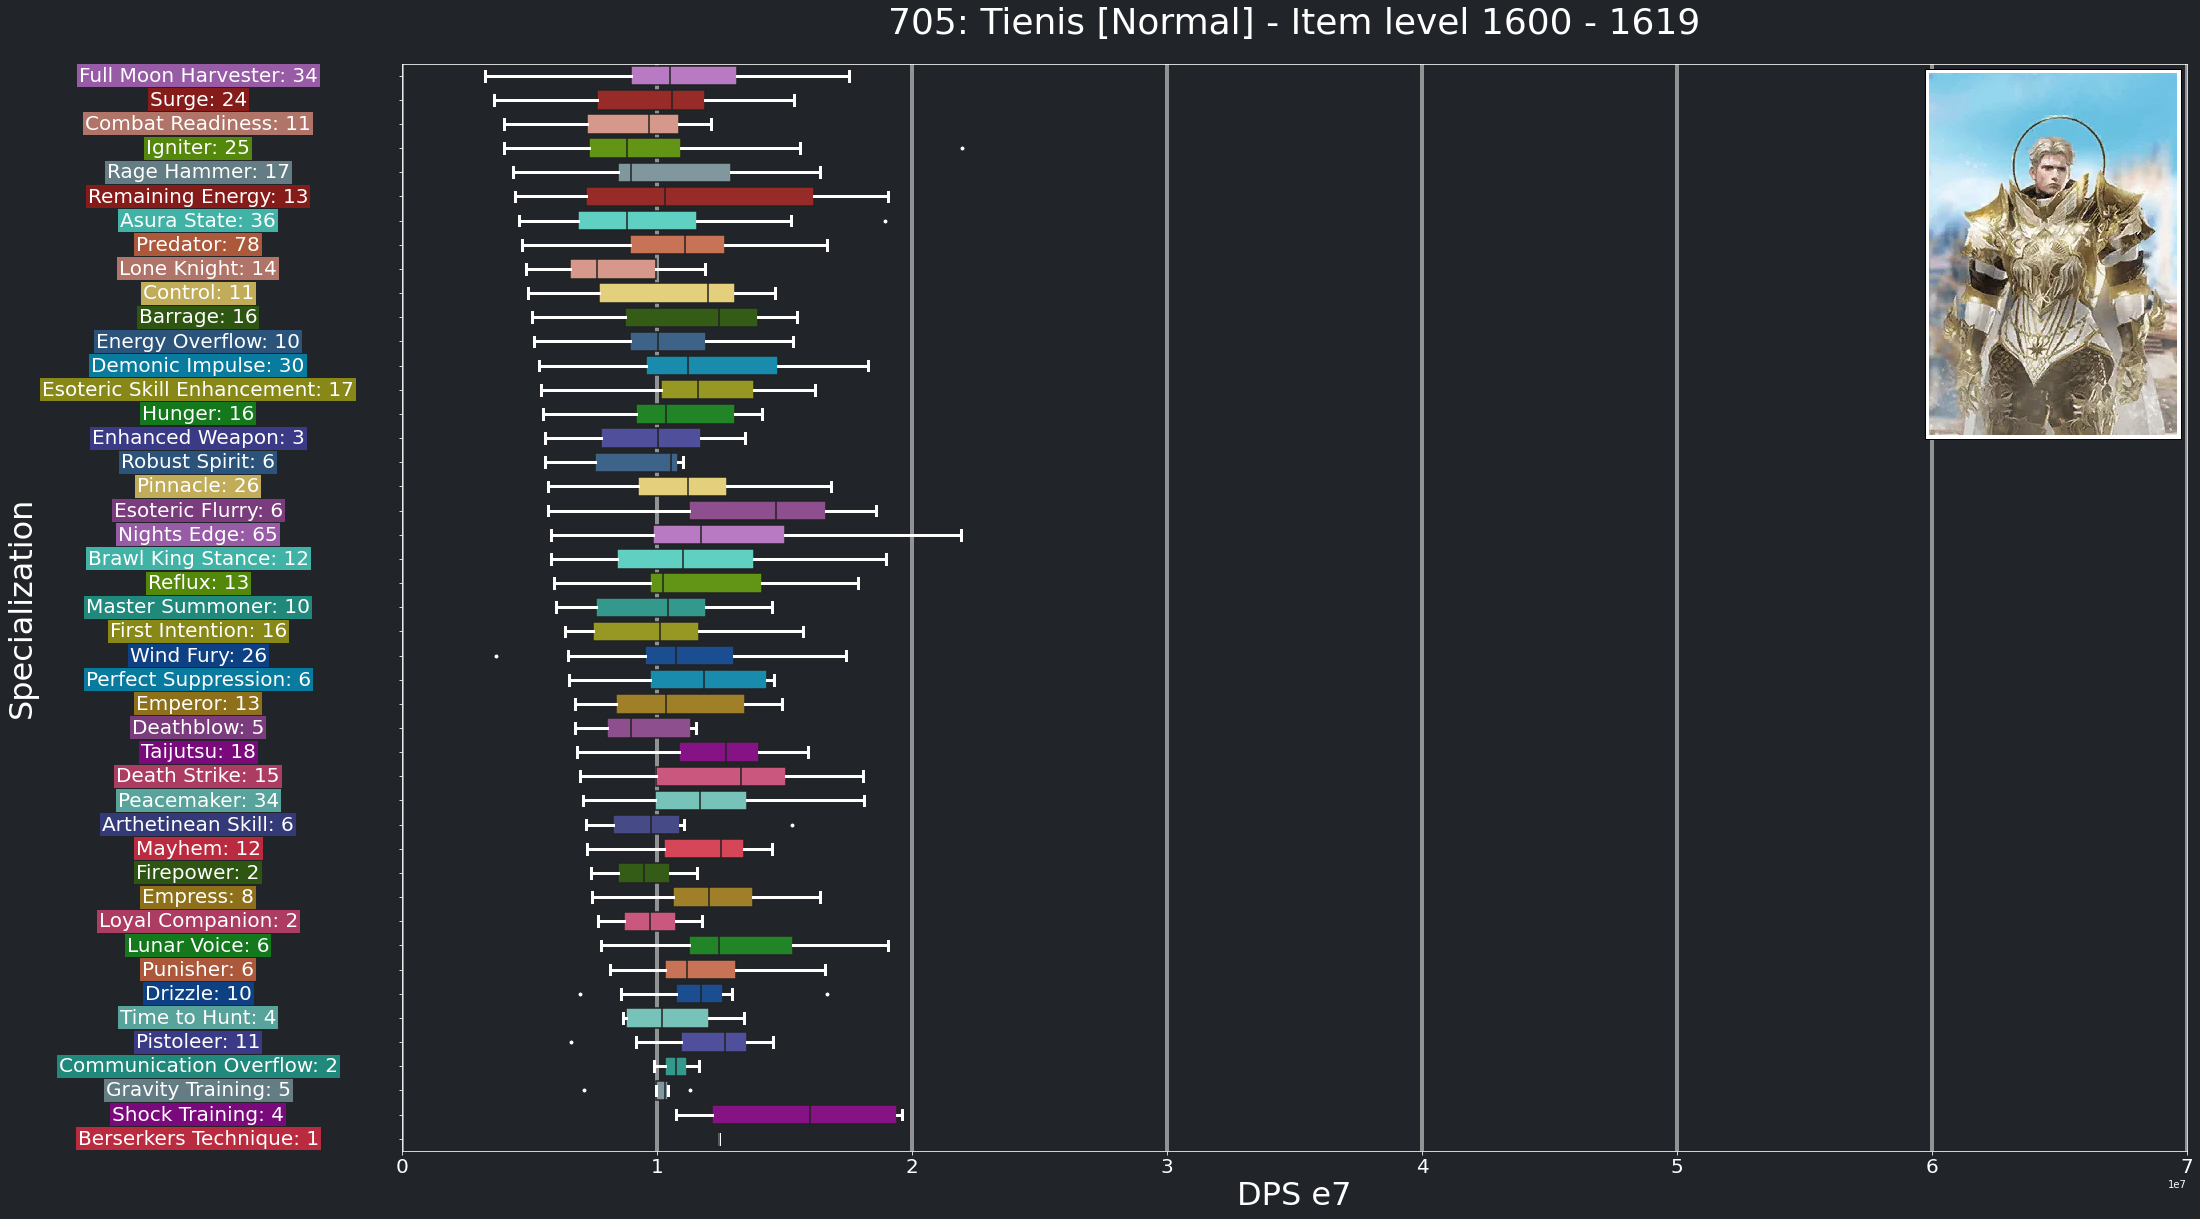 705: Tienis [Normal] - Item level 1600 - 1619
Specialization
Full Moon Harvester: 34
Surge: 24
Combat Readiness: 11
Igniter: 25
Rage Hammer: 17
Remaining Energy: 13
Asura State: 36
Predator: 78
Lone Knight: 14
Control: 11
Barrage: 16
Energy Overflow: 10
Demonic Impulse: 30
Esoteric Skill Enhancement: 17
Hunger: 16
Enhanced Weapon: 3
Robust Spirit: 6
Pinnacle: 26
Esoteric Flurry: 6
Nights Edge: 65
Brawl King Stance: 12
Reflux: 13
Master Summoner: 10
First Intention: 16
Wind Fury: 26
Perfect Suppression: 6
Emperor: 13
Deathblow: 5
Taijutsu: 18
Death Strike: 15
Peacemaker: 34
Arthetinean Skill: 6
Mayhem: 12
Firepower: 2
Empress: 8
Loyal Companion: 2
Lunar Voice: 6
Punisher: 6
Drizzle: 10
Time to Hunt: 4
Pistoleer: 11
Communication Overflow: 2
Gravity Training: 5
Shock Training: 4
Berserkers Technique: 1
0 1 2 3 4 5 6 7
1e7
DPS e7